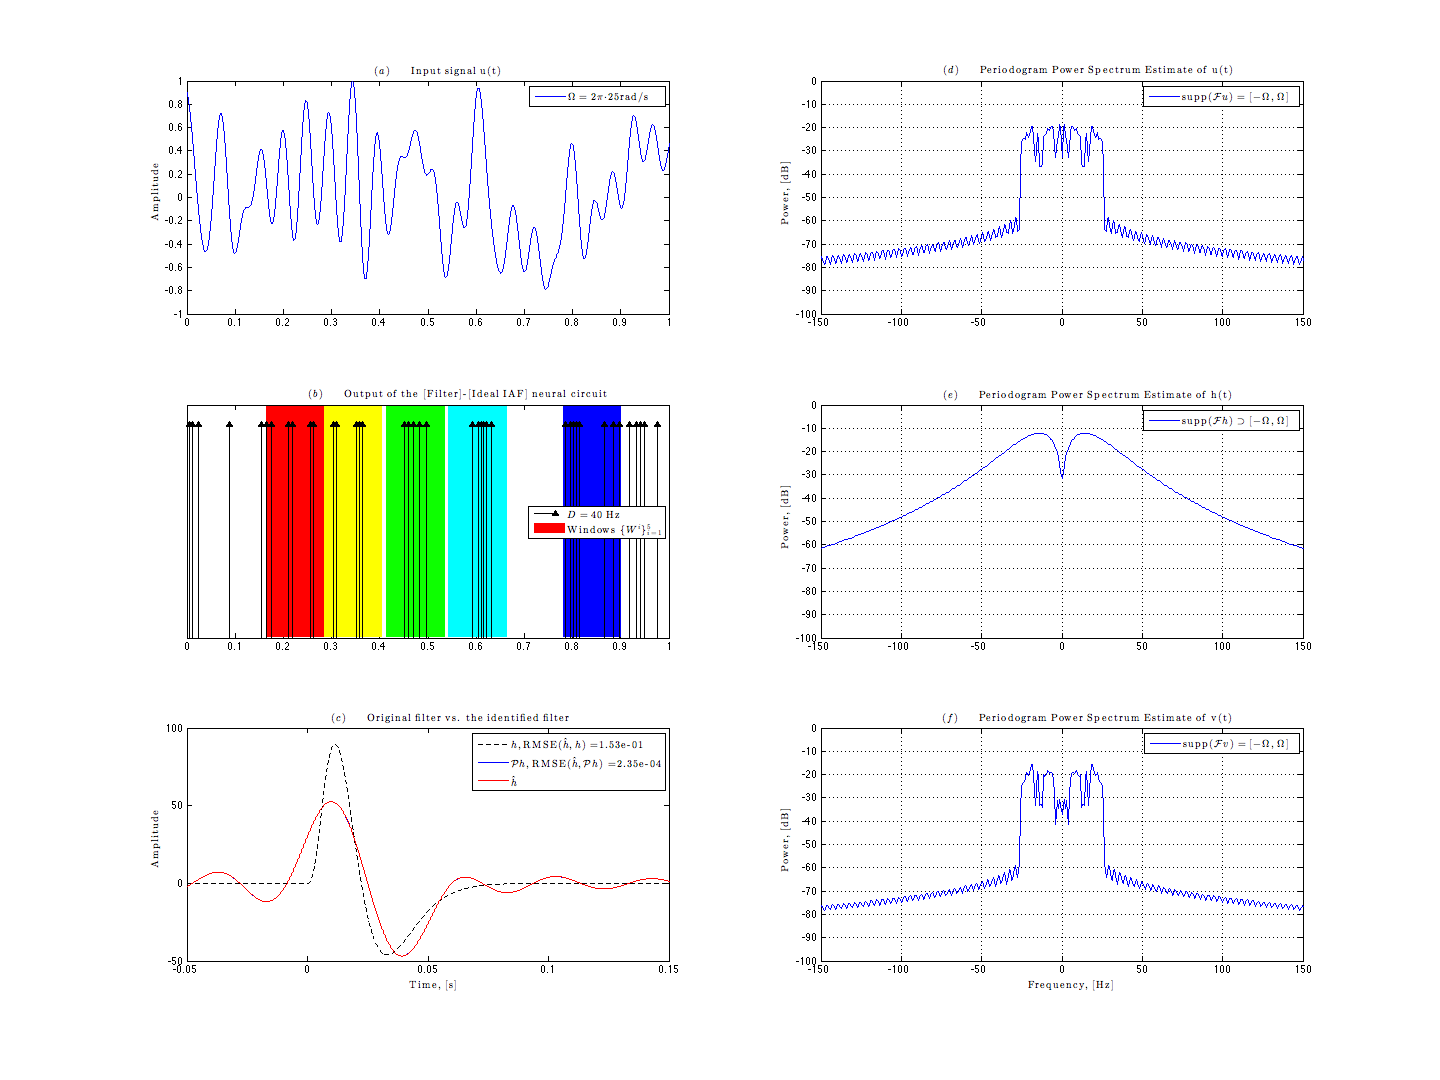 (a) Input signal u(t)
Ω = 2π·25rad/s
Amplitude
1
0.8
0.6
0.4
0.2
0
-0.2
-0.4
-0.6
-0.8
-1
0 0.1 0.2 0.3 0.4 0.5 0.6 0.7 0.8 0.9 1
(b) Output of the [Filter]-[Ideal IAF] neural circuit
D = 40 Hz
Windows {Wⁱ}⁵ᵢ₌₁
0 0.1 0.2 0.3 0.4 0.5 0.6 0.7 0.8 0.9 1
(c) Original filter vs. the identified filter
h, RMSE(ĥ, h) =1.53e-01
𝒫h, RMSE(ĥ, 𝒫h) =2.35e-04
ĥ
Amplitude
100
50
0
-50
-0.05 0 0.05 0.1 0.15
Time, [s]
(d) Periodogram Power Spectrum Estimate of u(t)
supp(ℱu) = [−Ω, Ω]
Power, [dB]
0
-10
-20
-30
-40
-50
-60
-70
-80
-90
-100
-150 -100 -50 0 50 100 150
(e) Periodogram Power Spectrum Estimate of h(t)
supp(ℱh) ⊃ [−Ω, Ω]
Power, [dB]
0
-10
-20
-30
-40
-50
-60
-70
-80
-90
-100
-150 -100 -50 0 50 100 150
(f) Periodogram Power Spectrum Estimate of v(t)
supp(ℱv) = [−Ω, Ω]
Power, [dB]
0
-10
-20
-30
-40
-50
-60
-70
-80
-90
-100
-150 -100 -50 0 50 100 150
Frequency, [Hz]